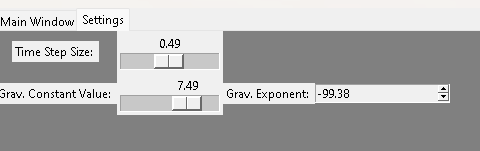 Main Window Settings
0.49
Time Step Size:
7.49
Grav. Constant Value: Grav. Exponent: -99.38